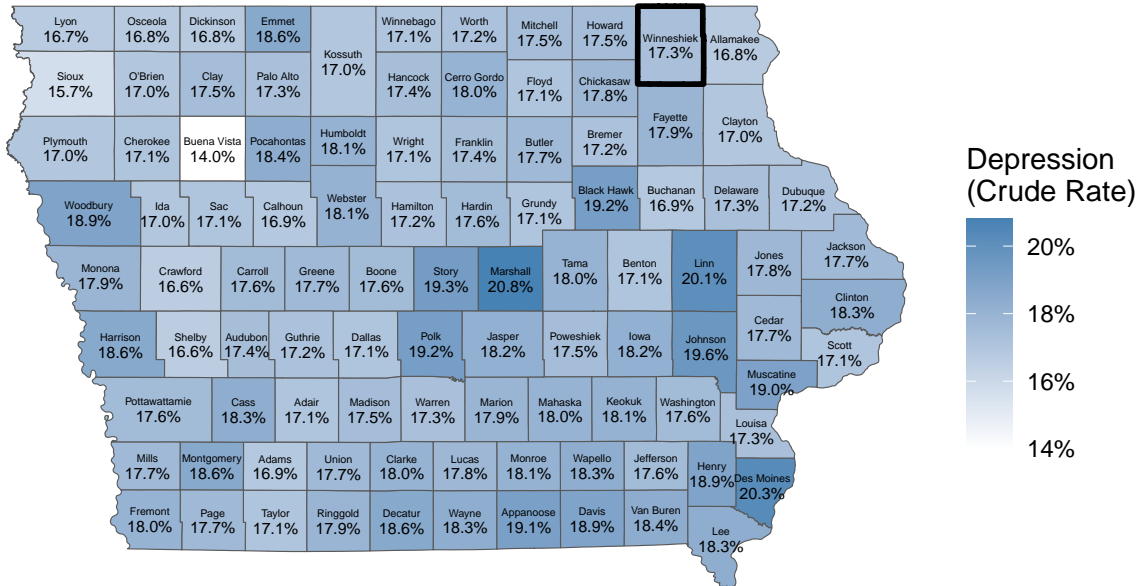 Lyon
16.7%
Osceola
16.8%
Dickinson
16.8%
Emmet
18.6%
Winnebago
17.1%
Worth
17.2%
Mitchell
17.5%
Howard
17.5%
Winneshiek
17.3%
Allamakee
16.8%
Kossuth
17.0%
Sioux
15.7%
O'Brien
17.0%
Clay
17.5%
Palo Alto
17.3%
Hancock
17.4%
Cerro Gordo
18.0%
Floyd
17.1%
Chickasaw
17.8%
Fayette
17.9%
Clayton
17.0%
Plymouth
17.0%
Cherokee
17.1%
Buena Vista
14.0%
Pocahontas
18.4%
Humboldt
18.1%
Wright
17.1%
Franklin
17.4%
Butler
17.7%
Bremer
17.2%
Woodbury
18.9%
Ida
17.0%
Sac
17.1%
Calhoun
16.9%
Webster
18.1%
Hamilton
17.2%
Hardin
17.6%
Grundy
17.1%
Black Hawk
19.2%
Buchanan
16.9%
Delaware
17.3%
Dubuque
17.2%
Monona
17.9%
Crawford
16.6%
Carroll
17.6%
Greene
17.7%
Boone
17.6%
Story
19.3%
Marshall
20.8%
Tama
18.0%
Benton
17.1%
Linn
20.1%
Jones
17.8%
Jackson
17.7%
Clinton
18.3%
Harrison
18.6%
Shelby
16.6%
Audubon
17.4%
Guthrie
17.2%
Dallas
17.1%
Polk
19.2%
Jasper
18.2%
Poweshiek
17.5%
Iowa
18.2%
Johnson
19.6%
Cedar
17.7%
Scott
17.1%
Muscatine
19.0%
Pottawattamie
17.6%
Cass
18.3%
Adair
17.1%
Madison
17.5%
Warren
17.3%
Marion
17.9%
Mahaska
18.0%
Keokuk
18.1%
Washington
17.6%
Louisa
17.3%
Mills
17.7%
Montgomery
18.6%
Adams
16.9%
Union
17.7%
Clarke
18.0%
Lucas
17.8%
Monroe
18.1%
Wapello
18.3%
Jefferson
17.6%
Henry
18.9%
Des Moines
20.3%
Fremont
18.0%
Page
17.7%
Taylor
17.1%
Ringgold
17.9%
Decatur
18.6%
Wayne
18.3%
Appanoose
19.1%
Davis
18.9%
Van Buren
18.4%
Lee
18.3%
Depression
(Crude Rate)
20%
18%
16%
14%